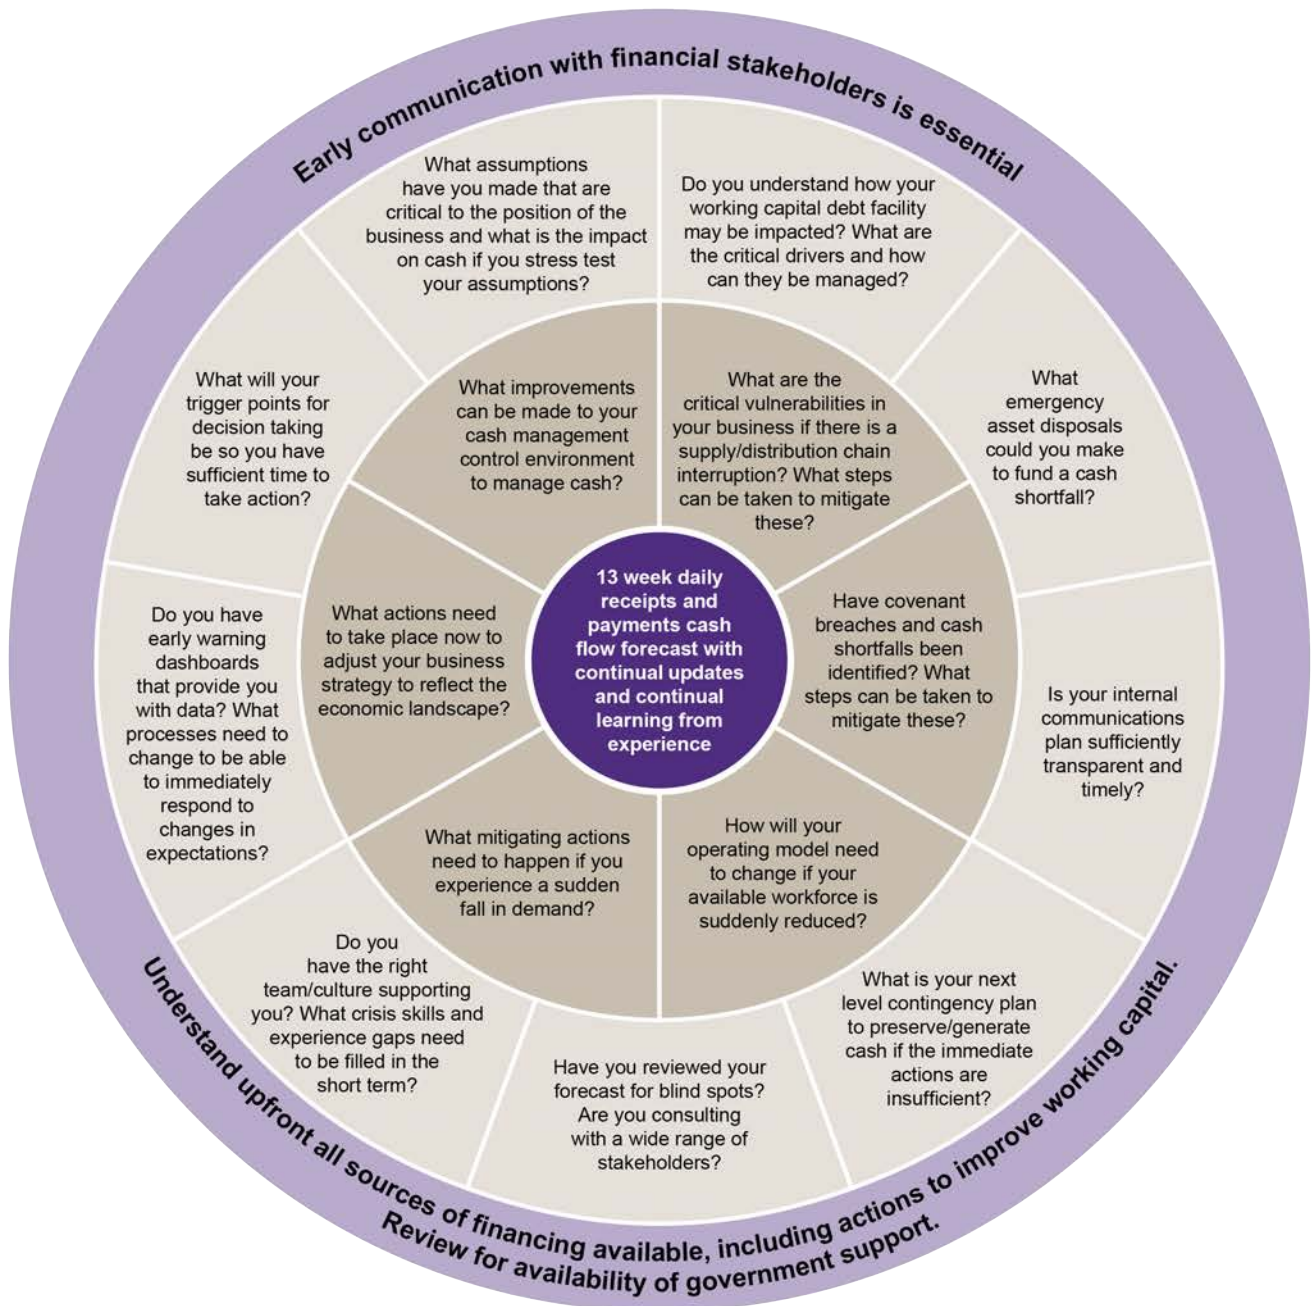 Early communication with financial stakeholders is essential
What assumptions
have you made that are
critical to the position of the
business and what is the impact
on cash if you stress test
your assumptions?
Do you understand how your
working capital debt facility
may be impacted? What are
the critical drivers and how
can they be managed?
What
emergency
asset disposals
could you make
to fund a cash
shortfall?
Is your internal
communications
plan sufficiently
transparent and
timely?
What is your next
level contingency plan
to preserve/generate
cash if the immediate
actions are
insufficient?
Have you reviewed your
forecast for blind spots?
Are you consulting
with a wide range of
stakeholders?
Do you
have the right
team/culture supporting
you? What crisis skills and
experience gaps need
to be filled in the
short term?
Do you have
early warning
dashboards
that provide you
with data? What
processes need to
change to be able
to immediately
respond to
changes in
expectations?
What will your
trigger points for
decision taking
be so you have
sufficient time to
take action?
What improvements
can be made to your
cash management
control environment
to manage cash?
What are the
critical vulnerabilities in
your business if there is a
supply/distribution chain
interruption? What steps
can be taken to mitigate
these?
Have covenant
breaches and cash
shortfalls been
identified? What
steps can be taken to
mitigate these?
How will your
operating model need
to change if your
available workforce is
suddenly reduced?
What mitigating actions
need to happen if you
experience a sudden
fall in demand?
What actions need
to take place now to
adjust your business
strategy to reflect the
economic landscape?
13 week daily
receipts and
payments cash
flow forecast with
continual updates
and continual
learning from
experience
Understand upfront all sources of financing available, including actions to improve working capital.
Review for availability of government support.